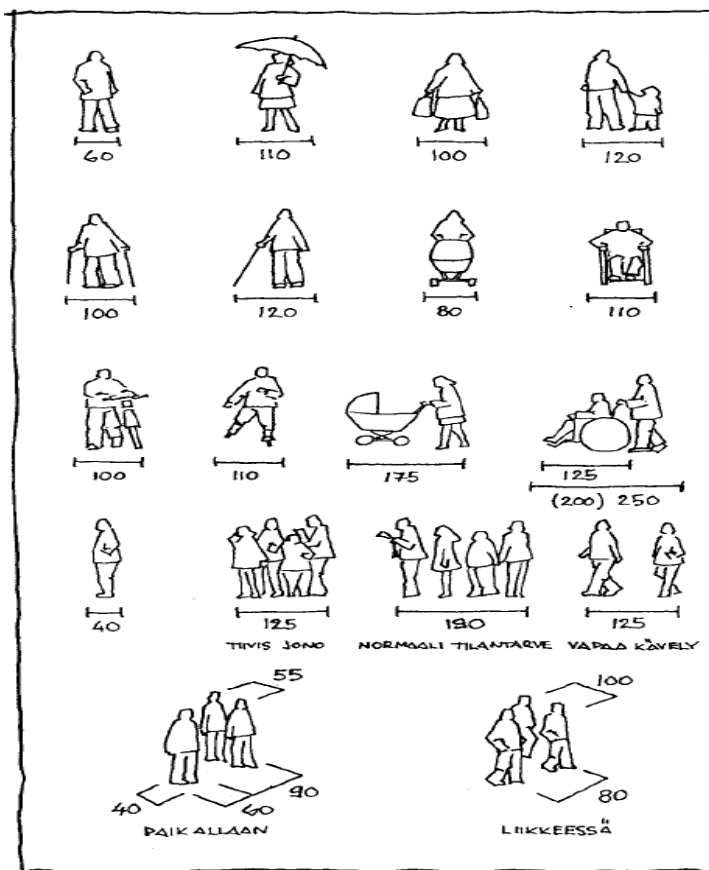 60 110 100 120
100 120 80 110
100 110 175 125
(200) 250
40 125 190 125
TIIVIS JONO NORMAALI TILANTARVE VAPAA KÄVELY
55 100
40 60 90 80
PAIKALLAAN LIIKKEESSÄ